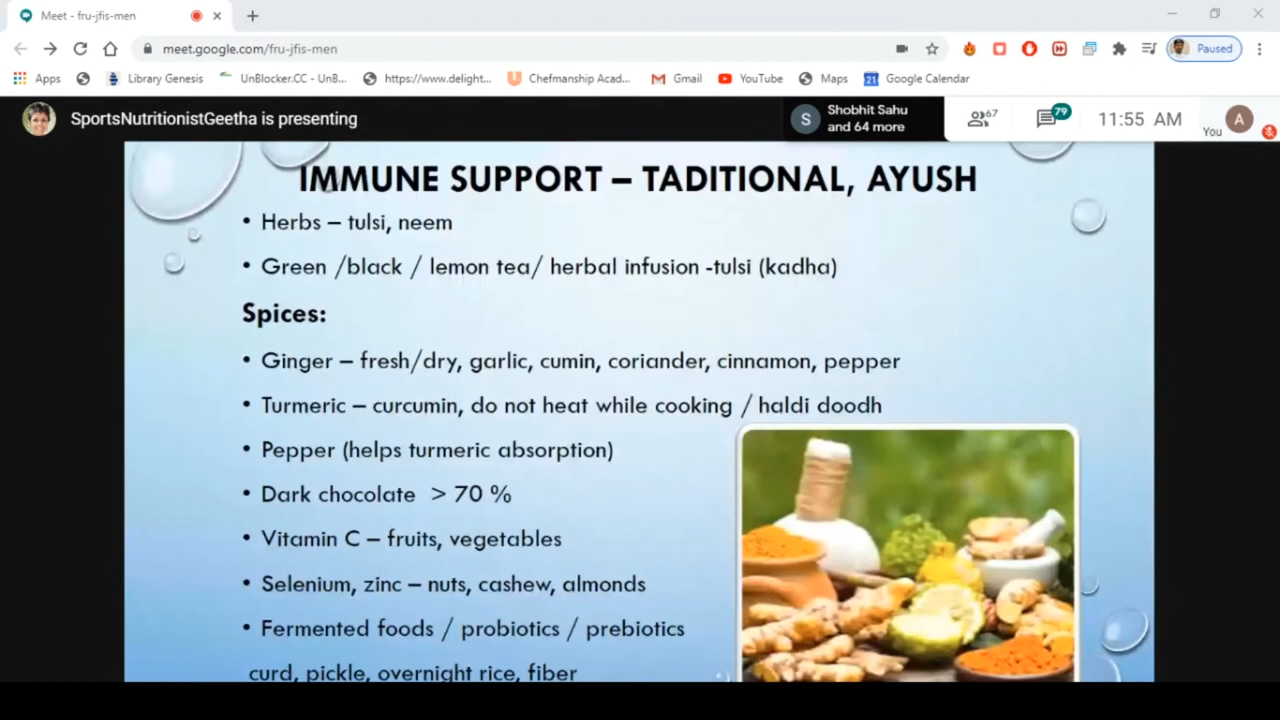 Meet - fru-jfis-men
meet.google.com/fru-jfis-men
Paused
Apps
Library Genesis
UnBlocker.CC - UnB...
https://www.delight...
Chefmanship Acad...
Gmail
YouTube
Maps
Google Calendar
SportsNutritionistGeetha is presenting
S
Shobhit Sahu
and 64 more
67
79
11:55 AM
You
A
IMMUNE SUPPORT – TADITIONAL, AYUSH
• Herbs – tulsi, neem
• Green /black / lemon tea/ herbal infusion -tulsi (kadha)
Spices:
• Ginger – fresh/dry, garlic, cumin, coriander, cinnamon, pepper
• Turmeric – curcumin, do not heat while cooking / haldi doodh
• Pepper (helps turmeric absorption)
• Dark chocolate > 70 %
• Vitamin C – fruits, vegetables
• Selenium, zinc – nuts, cashew, almonds
• Fermented foods / probiotics / prebiotics
curd, pickle, overnight rice, fiber